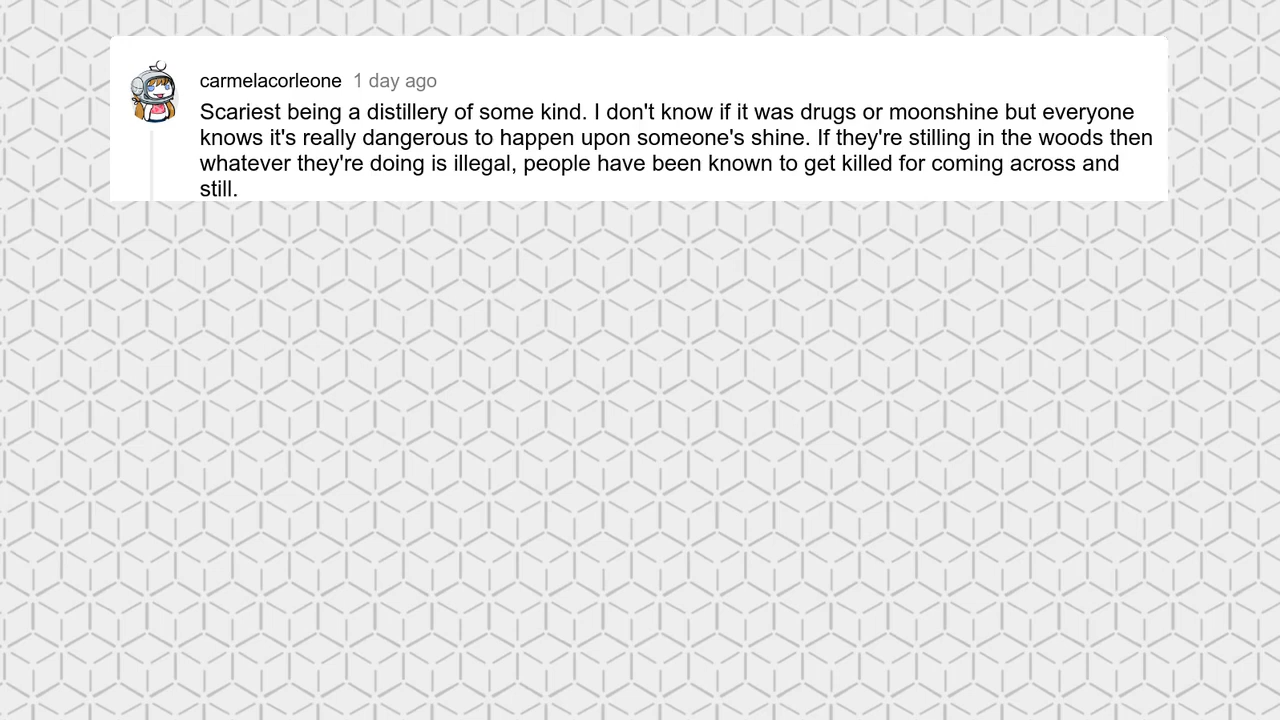 carmelacorleone 1 day ago
Scariest being a distillery of some kind. I don't know if it was drugs or moonshine but everyone
knows it's really dangerous to happen upon someone's shine. If they're stilling in the woods then
whatever they're doing is illegal, people have been known to get killed for coming across and
still.